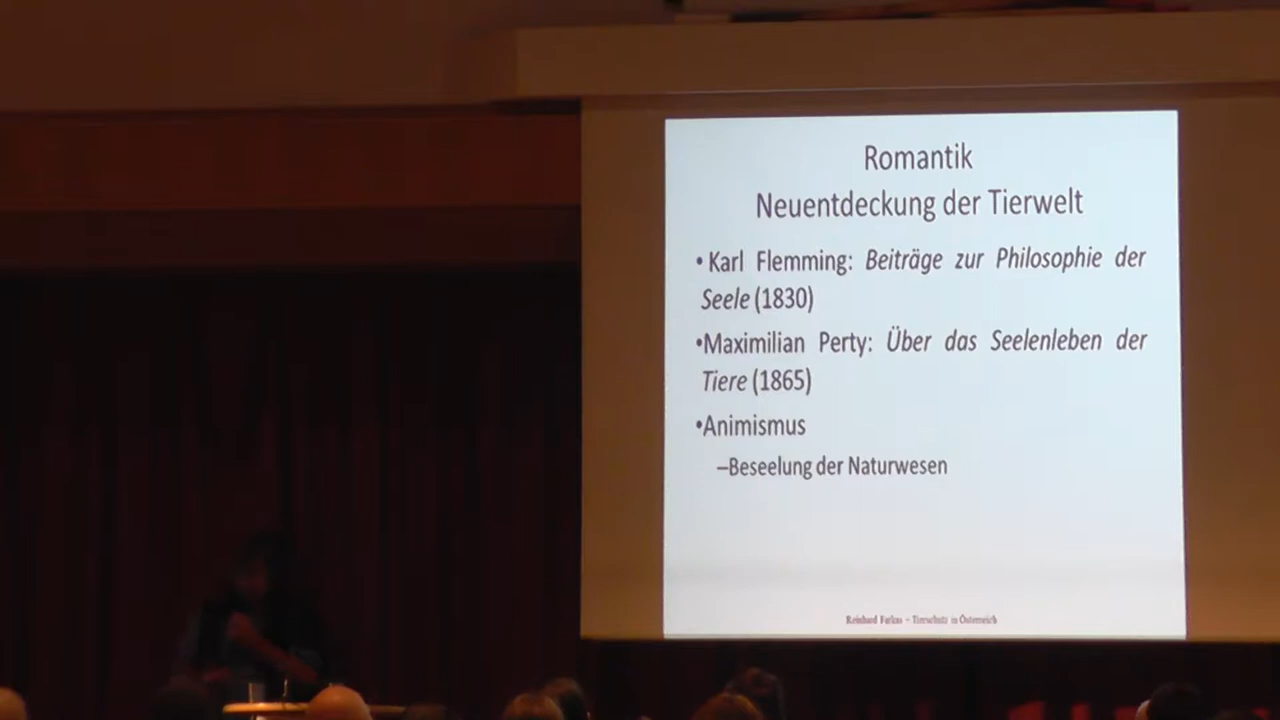 Romantik
Neuentdeckung der Tierwelt
• Karl Flemming: Beiträge zur Philosophie der
Seele (1830)
•Maximilian Perty: Über das Seelenleben der
Tiere (1865)
•Animismus
–Beseelung der Naturwesen
Reinhard Farkas – Tierschutz in Österreich